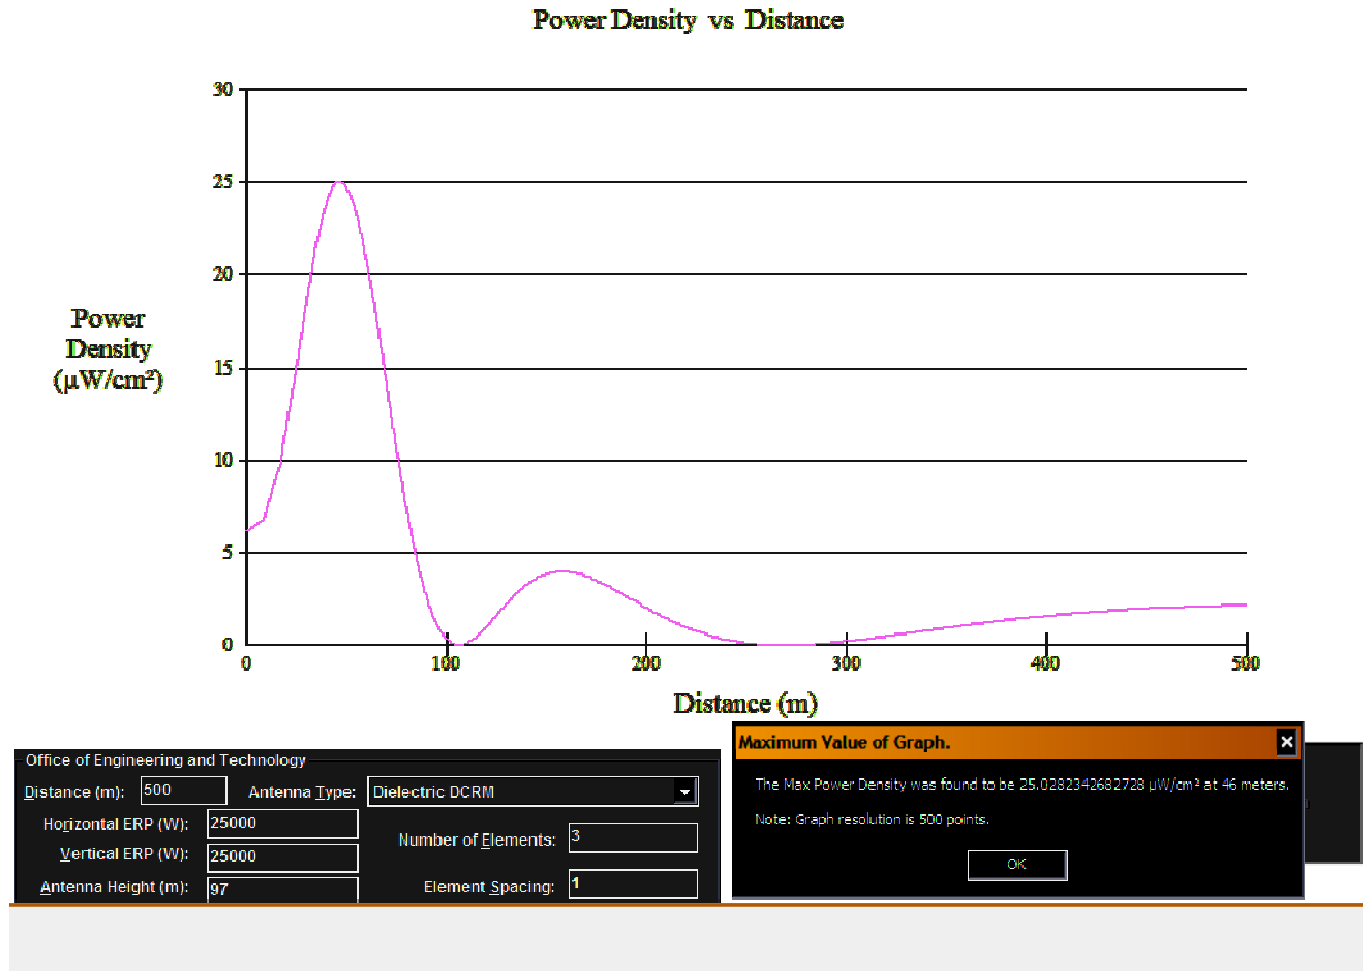 Power Density vs Distance
30
25
20
15
10
5
0
Power
Density
(µW/cm²)
0 100 200 300 400 500
Distance (m)
Office of Engineering and Technology
Distance (m): 500 Antenna Type: Dielectric DCRM
Horizontal ERP (W): 25000
Vertical ERP (W): 25000
Antenna Height (m): 97
Number of Elements: 3
Element Spacing: 1
Maximum Value of Graph.
The Max Power Density was found to be 25.0282342682728 µW/cm² at 46 meters.
Note: Graph resolution is 500 points.
OK